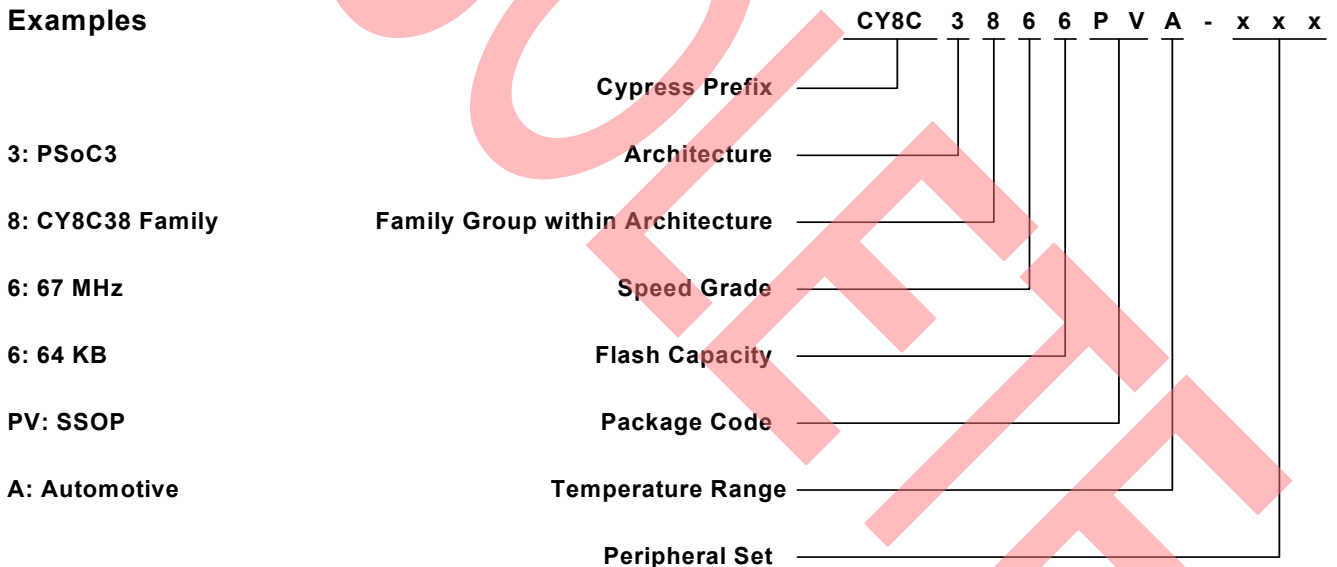 Examples CY8C 3 8 6 6 P V A - x x x
Cypress Prefix
3: PSoC3 Architecture
8: CY8C38 Family Family Group within Architecture
6: 67 MHz Speed Grade
6: 64 KB Flash Capacity
PV: SSOP Package Code
A: Automotive Temperature Range
Peripheral Set